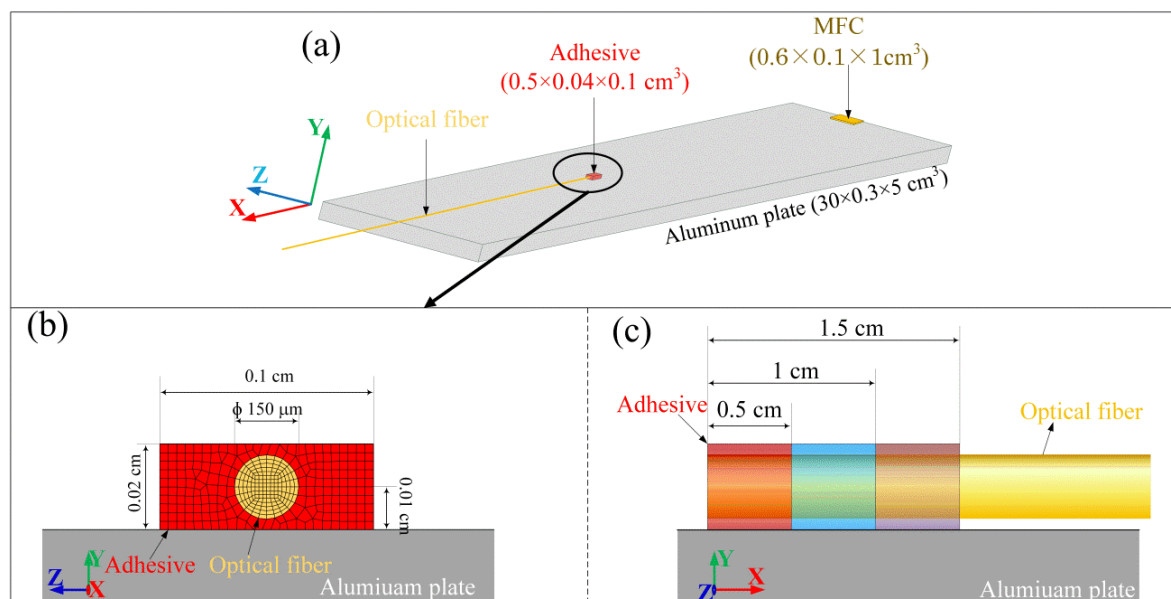 (a)
MFC
(0.6×0.1×1cm³)
Adhesive
(0.5×0.04×0.1 cm³)
Optical fiber
Y
Z
X
Aluminum plate (30×0.3×5 cm³)
(b)
0.1 cm
ϕ 150 μm
0.02 cm
0.01 cm
Adhesive
Optical fiber
Y
Z
X
Alumiuam plate
(c)
1.5 cm
1 cm
0.5 cm
Adhesive
Optical fiber
Y
Z
X
Alumiuam plate